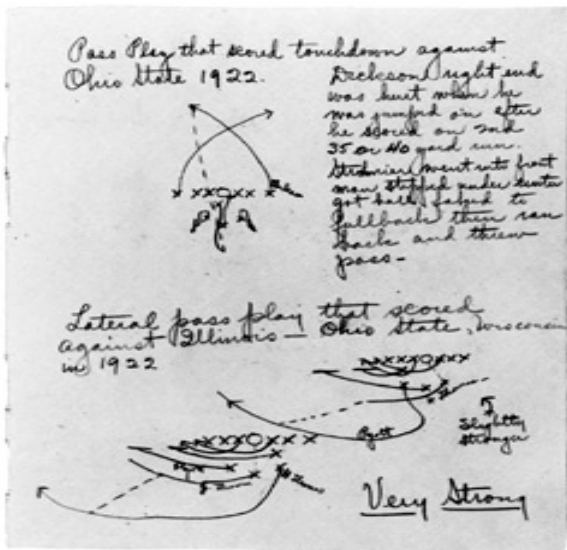 Pass Play that scored touchdown against
Ohio State 1922.
Dickson right end
was hurt when he
was jumped on after
he scored on 2nd
35 or 40 yard run.
went into front
man stepped under center
got ball faked to
fullback then ran
back and threw
pass-
Lateral pass play that scored
against Illinois — Ohio State, Wisconsin
in 1922
Slightly
stronger
Very Strong